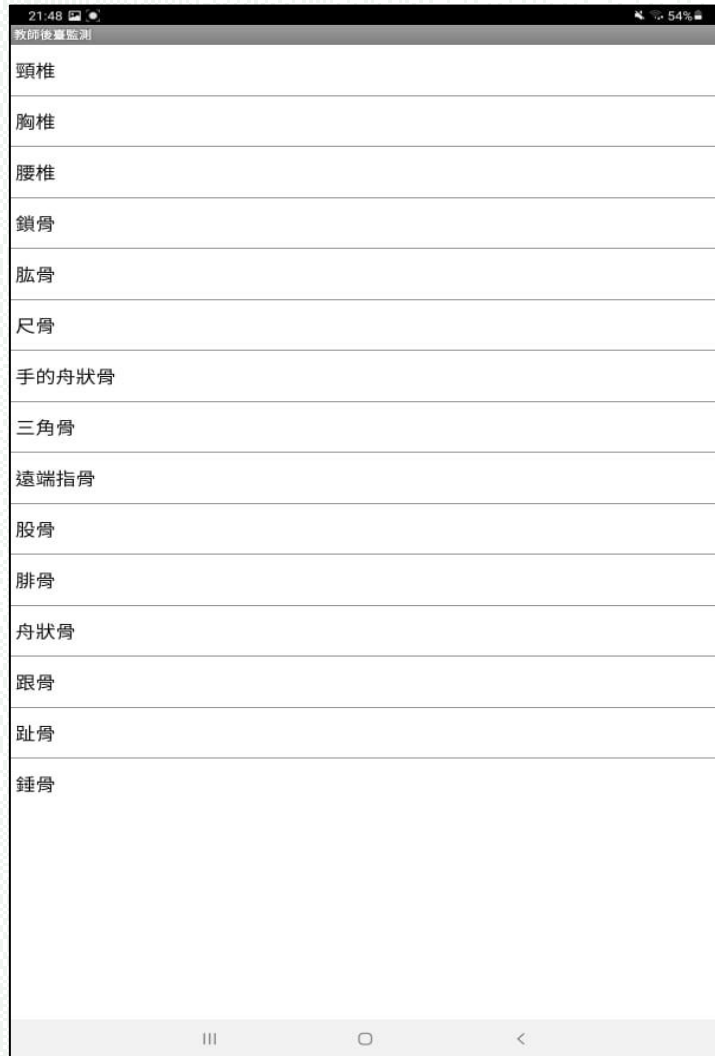 21:48 54%
教師後臺監測
頸椎
胸椎
腰椎
鎖骨
肱骨
尺骨
手的舟狀骨
三角骨
遠端指骨
股骨
腓骨
舟狀骨
跟骨
趾骨
錘骨